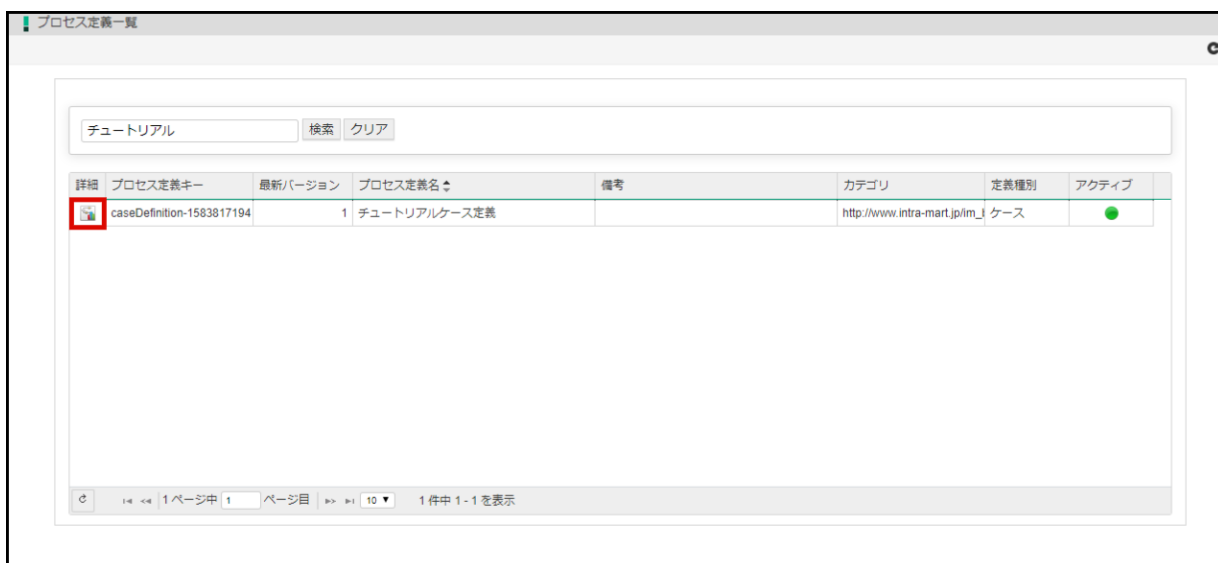 プロセス定義一覧
チュートリアル 検索 クリア
詳細 プロセス定義キー 最新バージョン プロセス定義名 備考 カテゴリ 定義種別 アクティブ
caseDefinition-1583817194 1 チュートリアルケース定義 http://www.intra-mart.jp/im_b ケース
1 ページ中 1 ページ目 10 1 件中 1 - 1 を表示